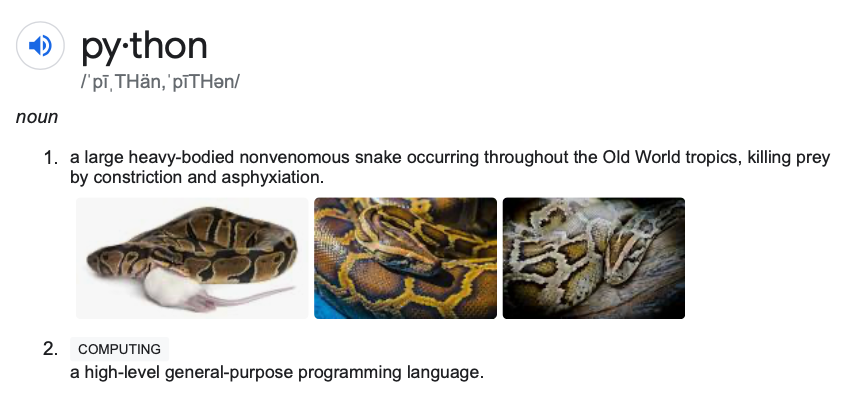 py·thon
/ˈpīˌTHän,ˈpīTHən/
noun
1. a large heavy-bodied nonvenomous snake occurring throughout the Old World tropics, killing prey
by constriction and asphyxiation.
2. COMPUTING
a high-level general-purpose programming language.